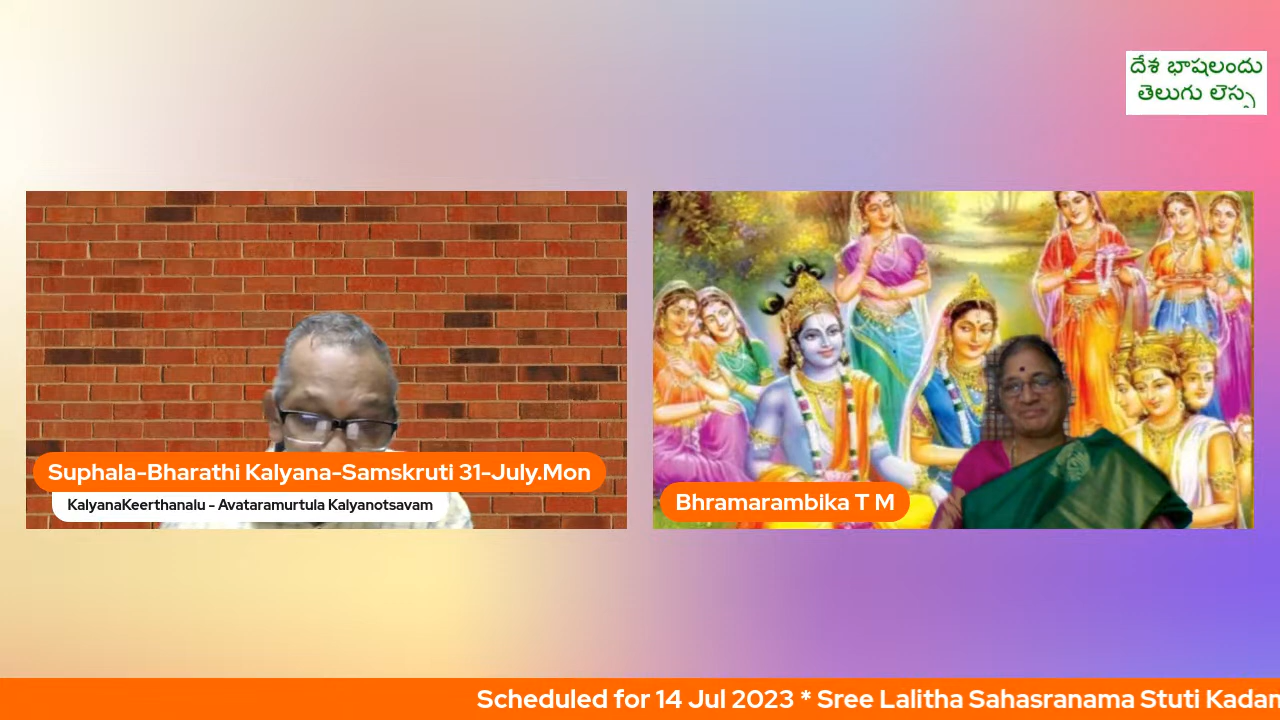 దేశ భాషలందు
తెలుగు లెస్స
Suphala-Bharathi Kalyana-Samskruti 31-July.Mon
KalyanaKeerthanalu - Avataramurtula Kalyanotsavam
Bhramarambika T M
Scheduled for 14 Jul 2023 * Sree Lalitha Sahasranama Stuti